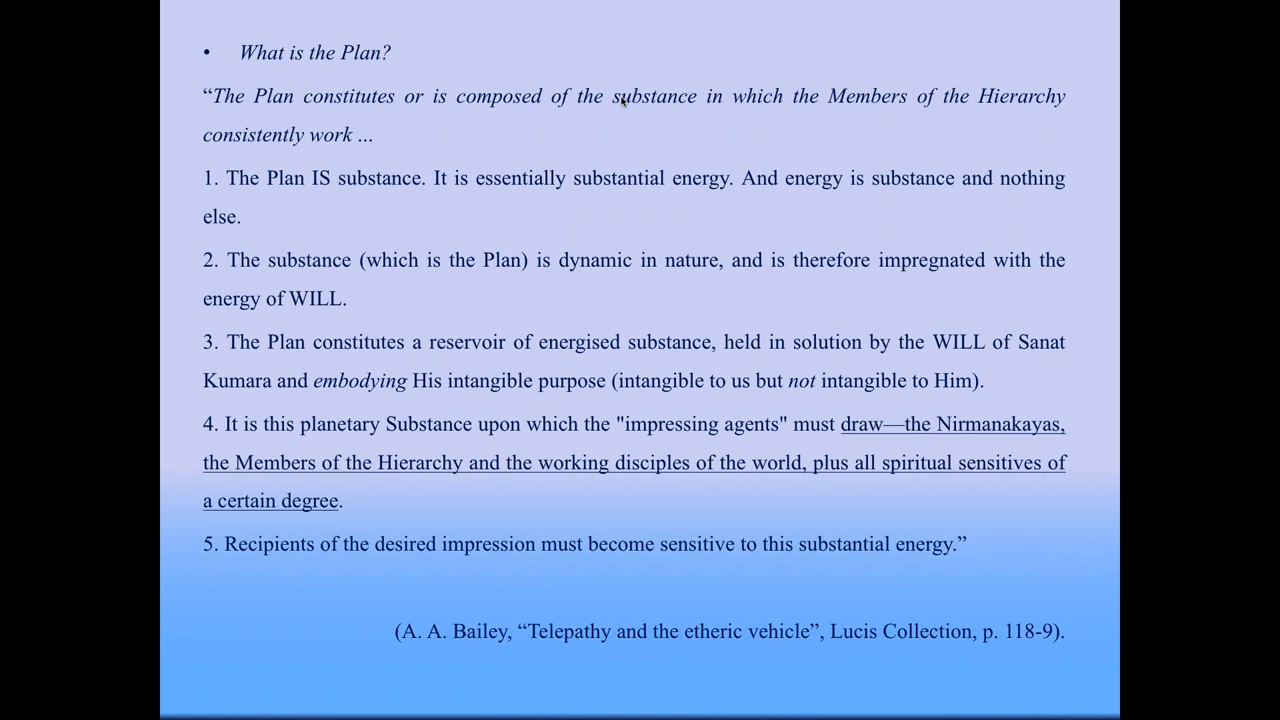 • What is the Plan?
“The Plan constitutes or is composed of the substance in which the Members of the Hierarchy
consistently work ...
1. The Plan IS substance. It is essentially substantial energy. And energy is substance and nothing
else.
2. The substance (which is the Plan) is dynamic in nature, and is therefore impregnated with the
energy of WILL.
3. The Plan constitutes a reservoir of energised substance, held in solution by the WILL of Sanat
Kumara and embodying His intangible purpose (intangible to us but not intangible to Him).
4. It is this planetary Substance upon which the "impressing agents" must draw—the Nirmanakayas,
the Members of the Hierarchy and the working disciples of the world, plus all spiritual sensitives of
a certain degree.
5. Recipients of the desired impression must become sensitive to this substantial energy.”
(A. A. Bailey, “Telepathy and the etheric vehicle”, Lucis Collection, p. 118-9).